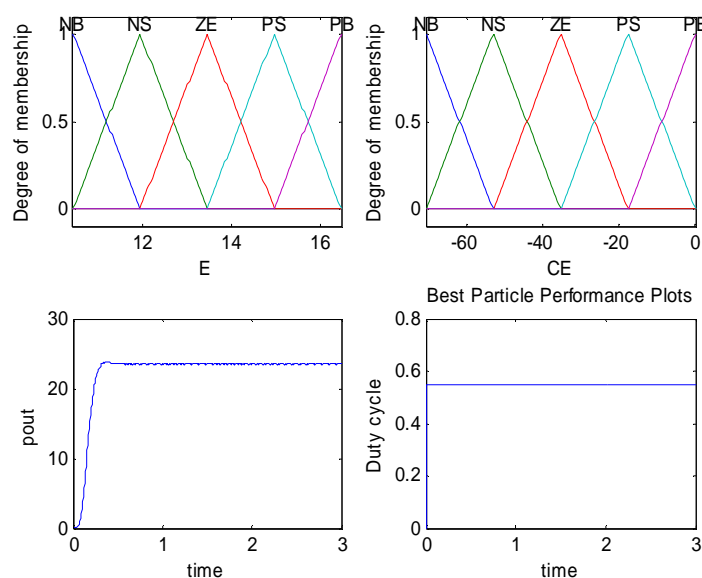 NB NS ZE PS PB
1
0.5
0
Degree of membership
12 14 16
E
NB NS ZE PS PB
1
0.5
0
Degree of membership
-60 -40 -20 0
CE
30
20
10
0
pout
0 1 2 3
time
Best Particle Performance Plots
0.8
0.6
0.4
0.2
0
Duty cycle
0 1 2 3
time